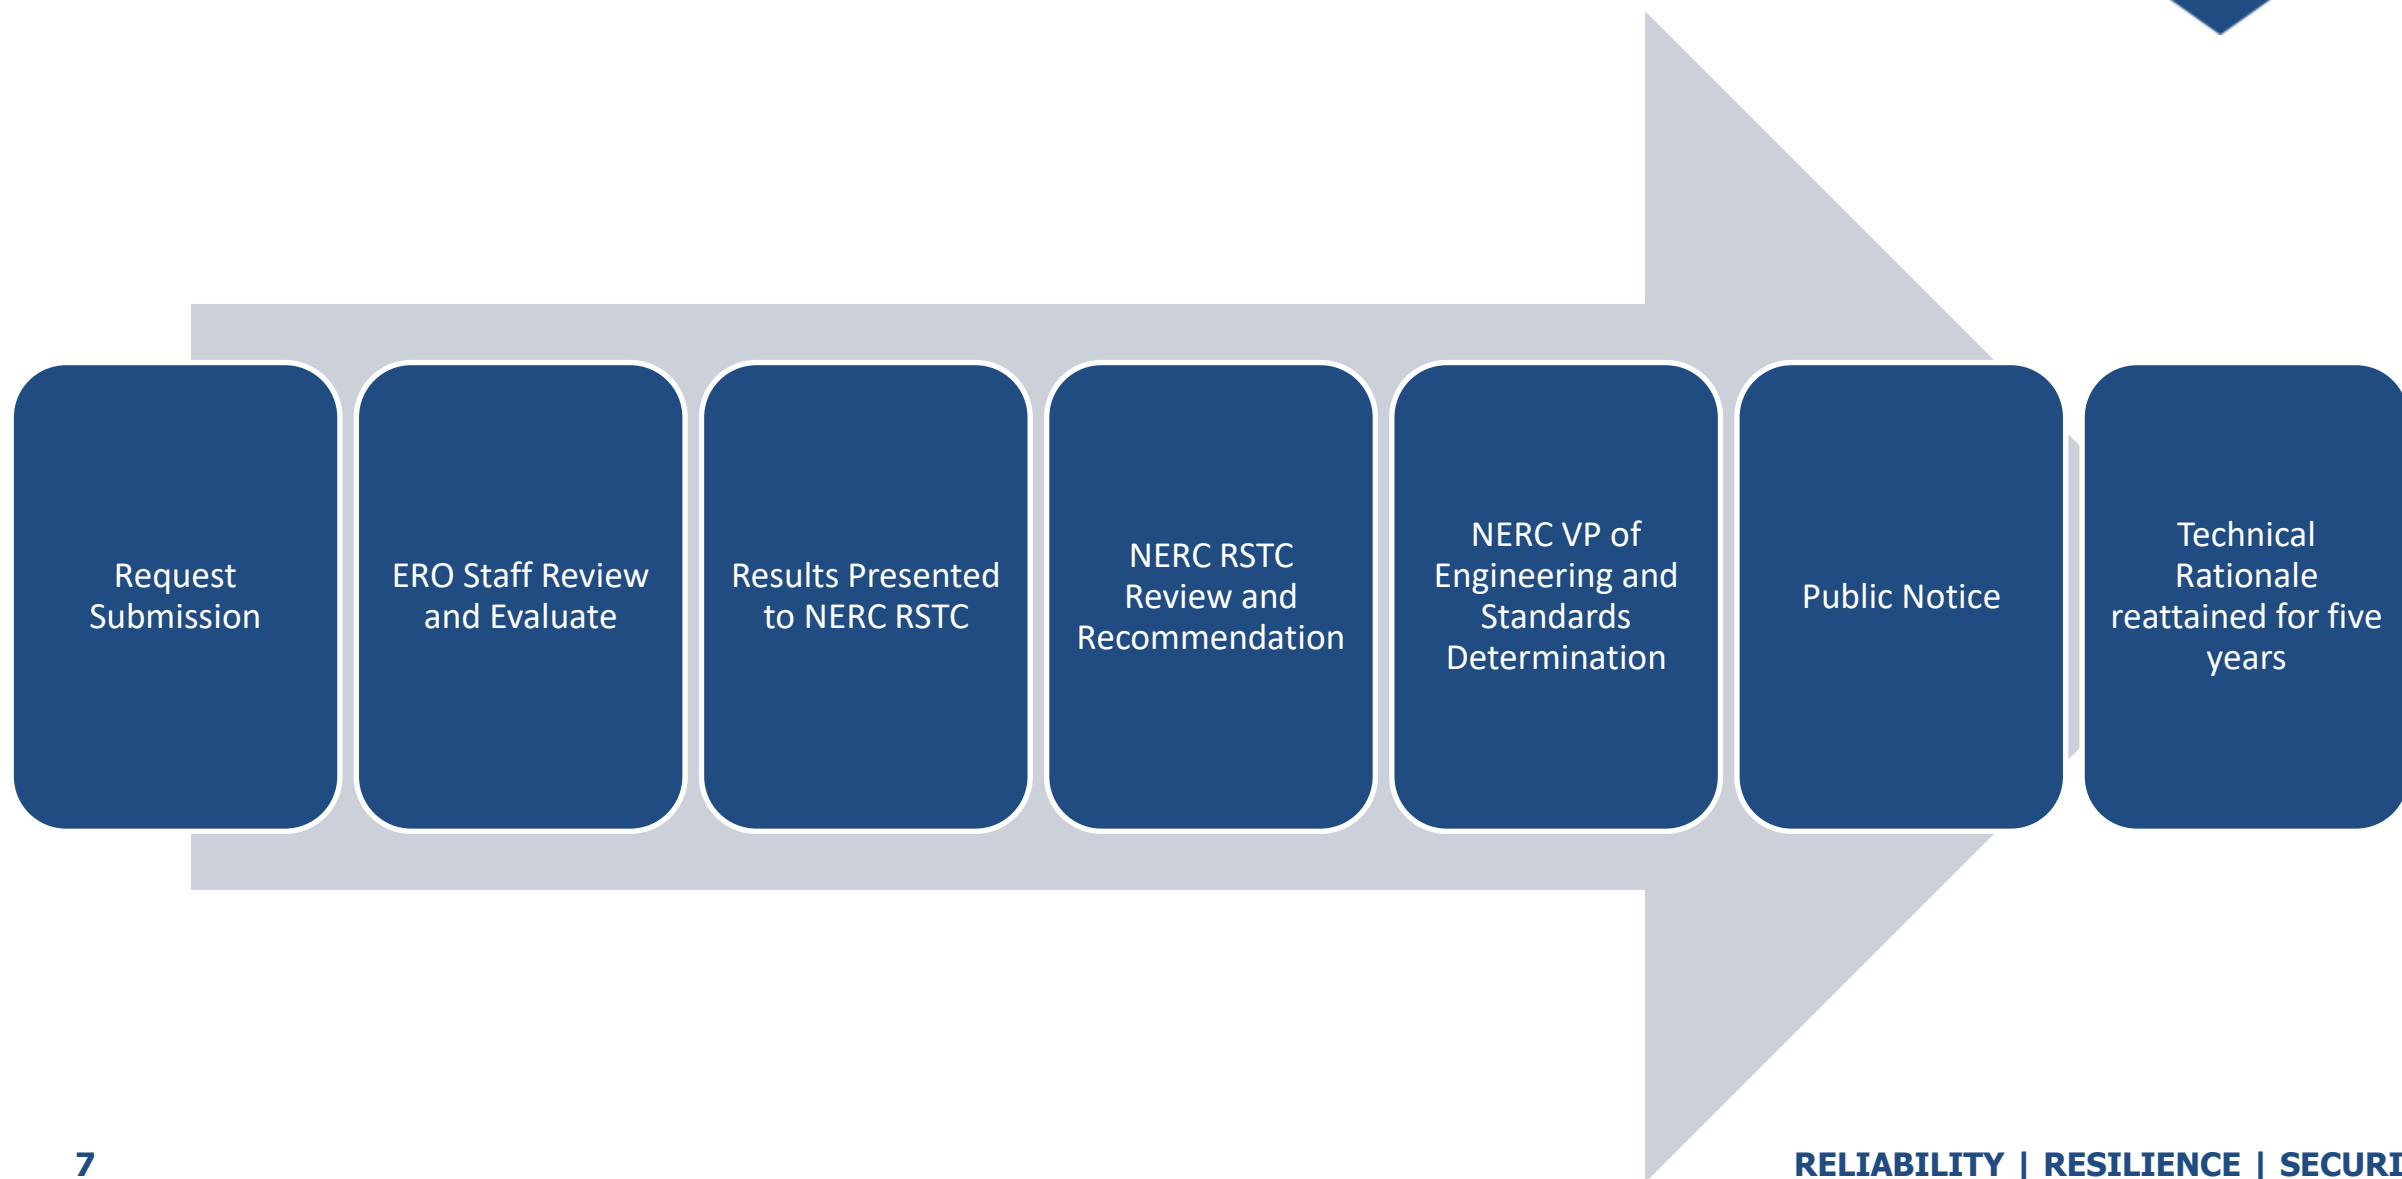 Request
Submission
ERO Staff Review
and Evaluate
Results Presented
to NERC RSTC
NERC RSTC
Review and
Recommendation
NERC VP of
Engineering and
Standards
Determination
Public Notice
Technical
Rationale
reattained for five
years
7
RELIABILITY | RESILIENCE | SECURI